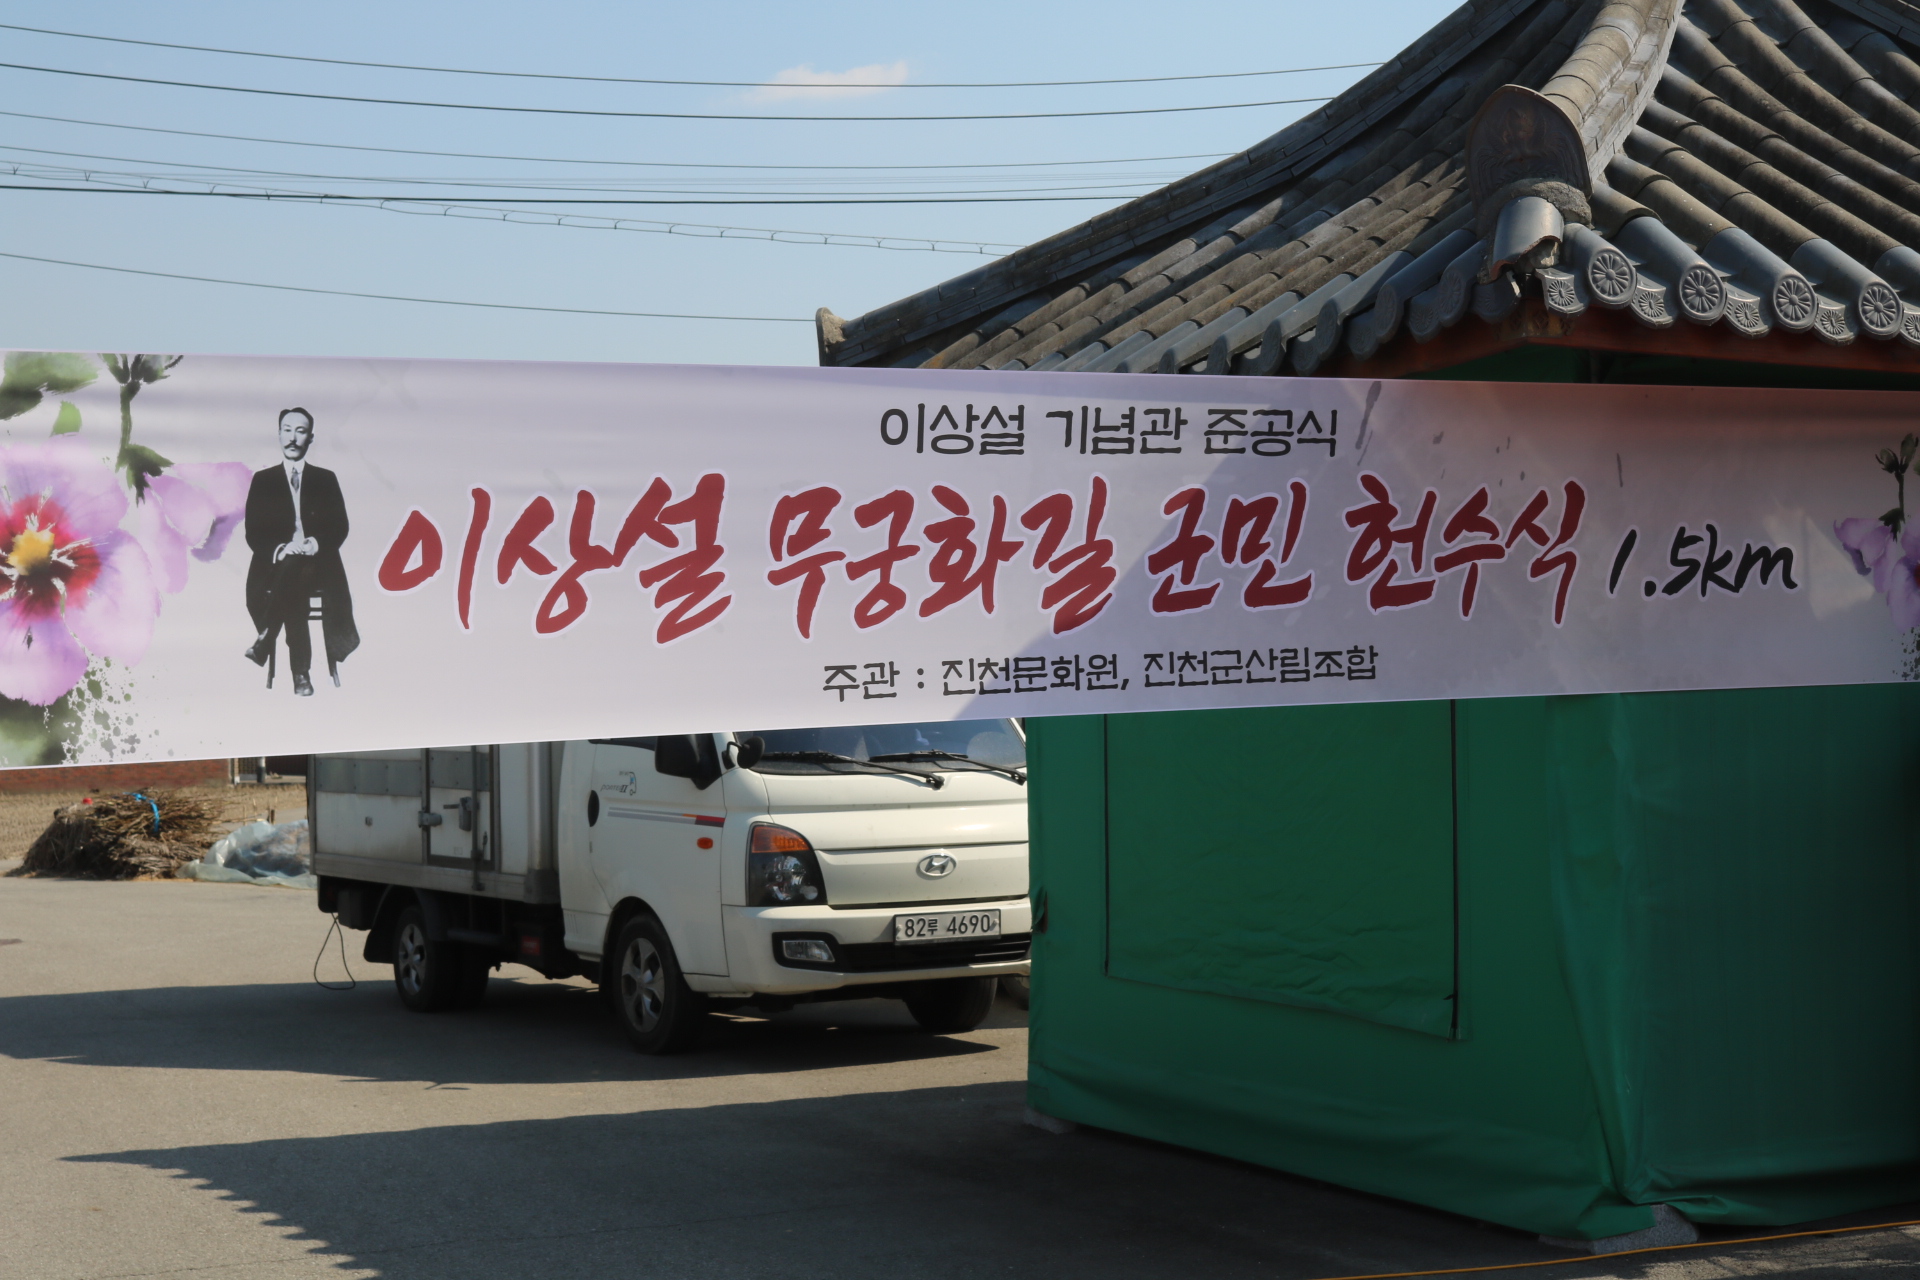 이상설 기념관 준공식
이상설 무궁화길 군민 헌수식 1.5km
주관 : 진천문화원, 진천군산림조합
82루 4690